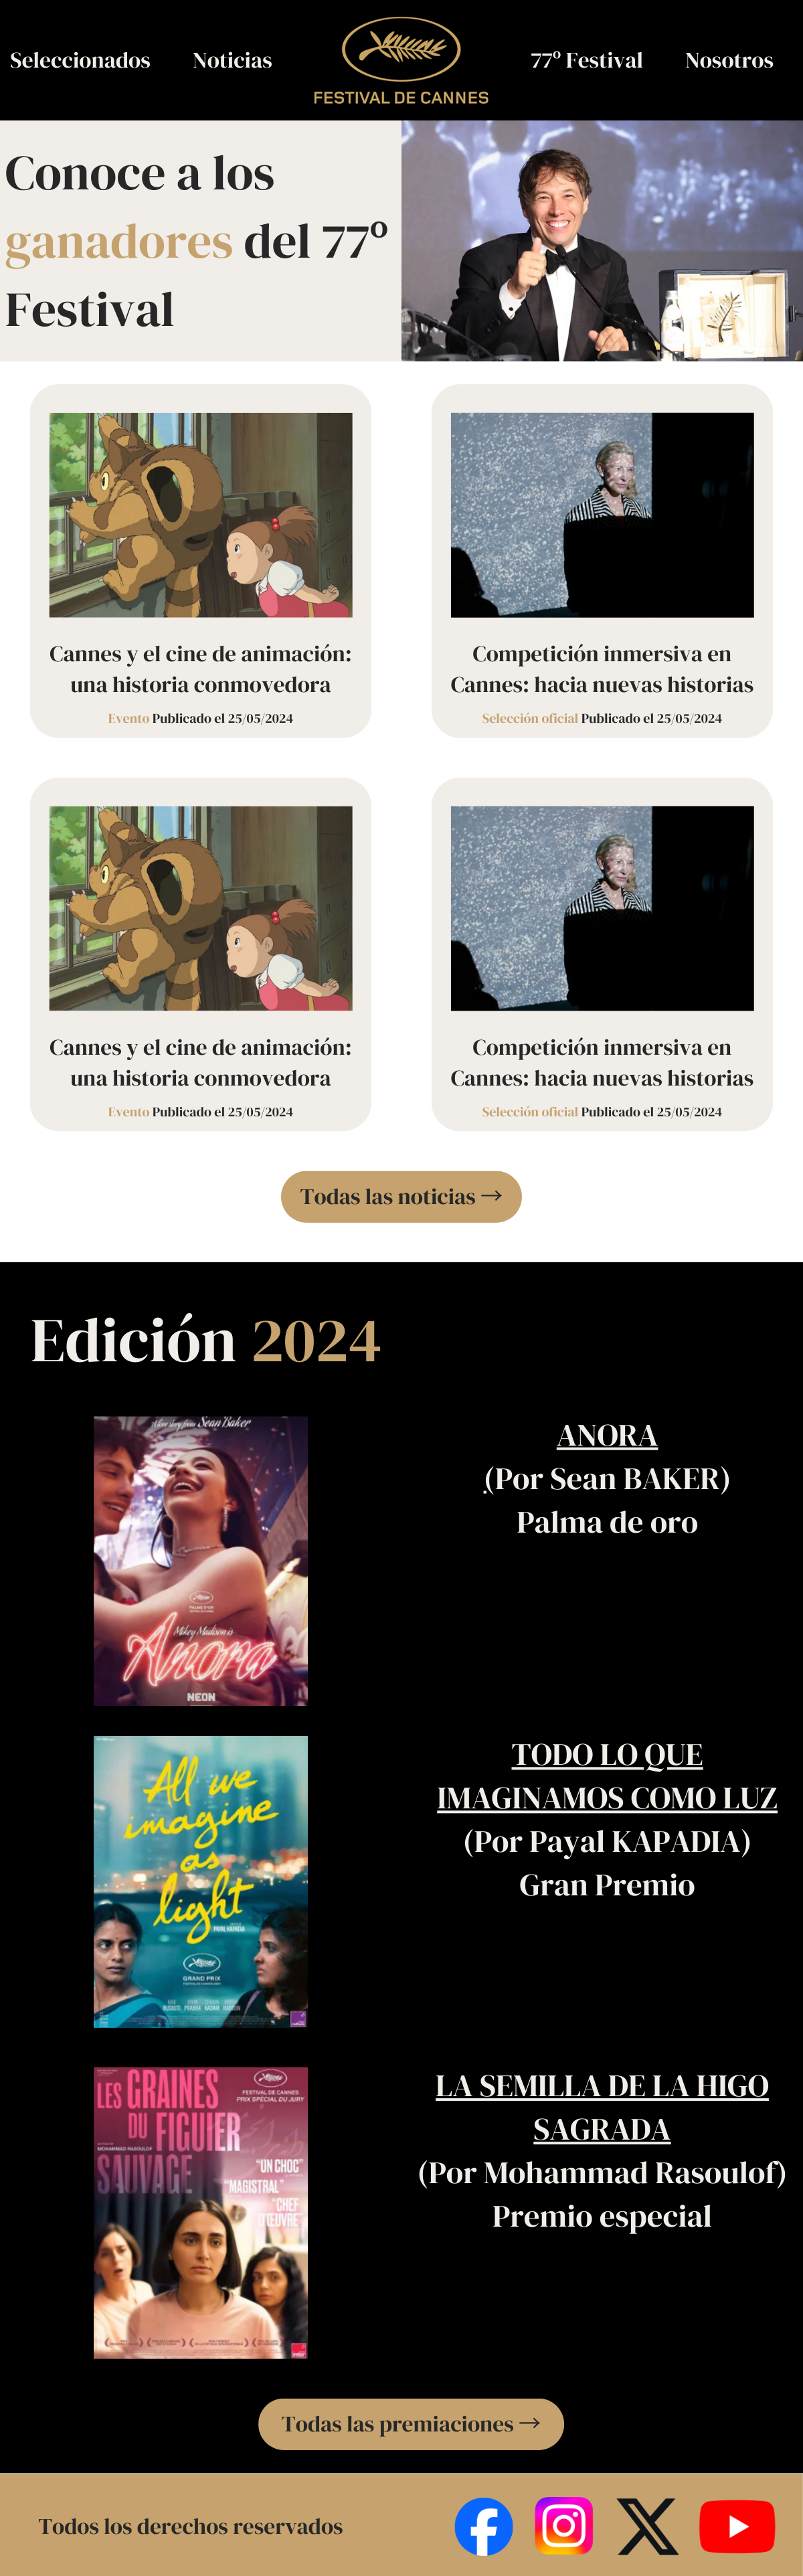 Seleccionados
Noticias
FESTIVAL DE CANNES
77º Festival
Nosotros
Conoce a los
ganadores del 77º
Festival
Cannes y el cine de animación:
una historia conmovedora
Evento Publicado el 25/05/2024
Competición inmersiva en
Cannes: hacia nuevas historias
Selección oficial Publicado el 25/05/2024
Cannes y el cine de animación:
una historia conmovedora
Evento Publicado el 25/05/2024
Competición inmersiva en
Cannes: hacia nuevas historias
Selección oficial Publicado el 25/05/2024
Todas las noticias →
Edición 2024
A love story from Sean Baker
Mikey Madison is
Anora
NEON
ANORA
(Por Sean BAKER)
Palma de oro
All we
imagine
as
light
PAYAL KAPADIA
GRAND PRIX
TODO LO QUE
IMAGINAMOS COMO LUZ
(Por Payal KAPADIA)
Gran Premio
LES GRAINES
DU FIGUIER
SAUVAGE
FESTIVAL DE CANNES
PRIX SPÉCIAL DU JURY
MOHAMMAD RASOULOF
"UN CHOC"
"MAGISTRAL"
"CHEF
D'ŒUVRE"
LA SEMILLA DE LA HIGO
SAGRADA
(Por Mohammad Rasoulof)
Premio especial
Todas las premiaciones →
Todos los derechos reservados